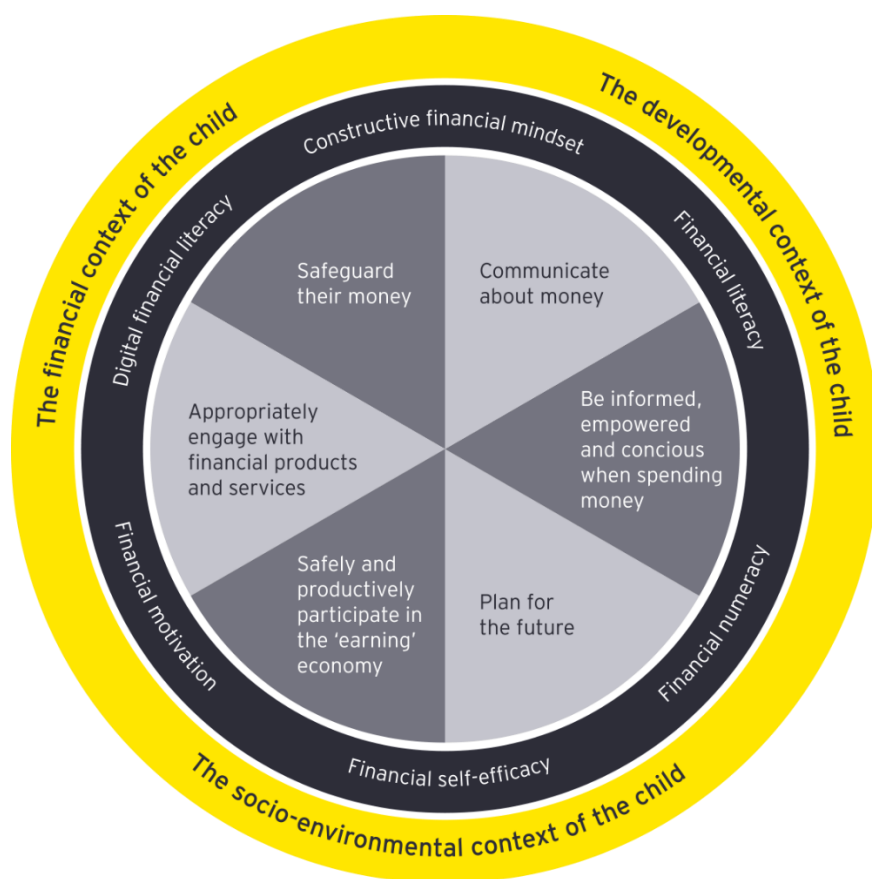 The financial context of the child
The developmental context of the child
The socio-environmental context of the child
Constructive financial mindset
Financial literacy
Financial numeracy
Financial self-efficacy
Financial motivation
Digital financial literacy
Safeguard
their money
Communicate
about money
Be informed,
empowered
and concious
when spending
money
Plan for
the future
Safely and
productively
participate in
the ‘earning’
economy
Appropriately
engage with
financial products
and services